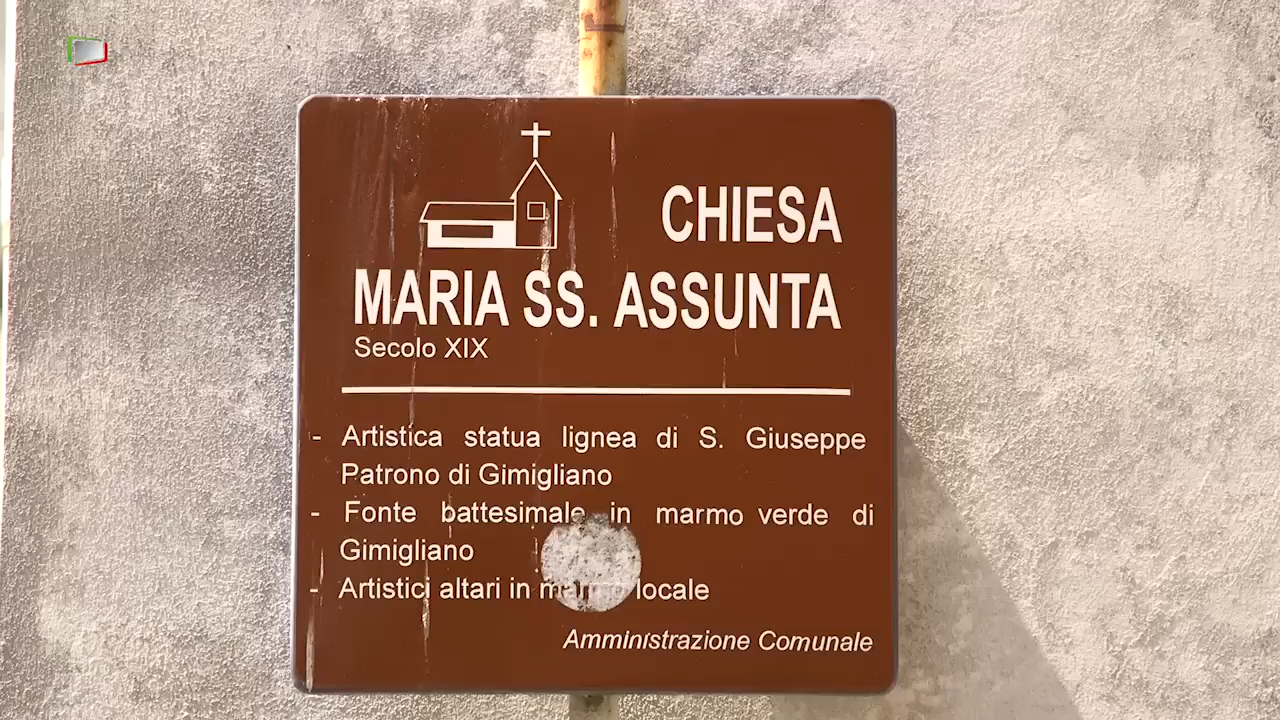 CHIESA
MARIA SS. ASSUNTA
Secolo XIX
- Artistica statua lignea di S. Giuseppe
Patrono di Gimigliano
- Fonte battesimale in marmo verde di
Gimigliano
- Artistici altari in marmo locale
Amministrazione Comunale